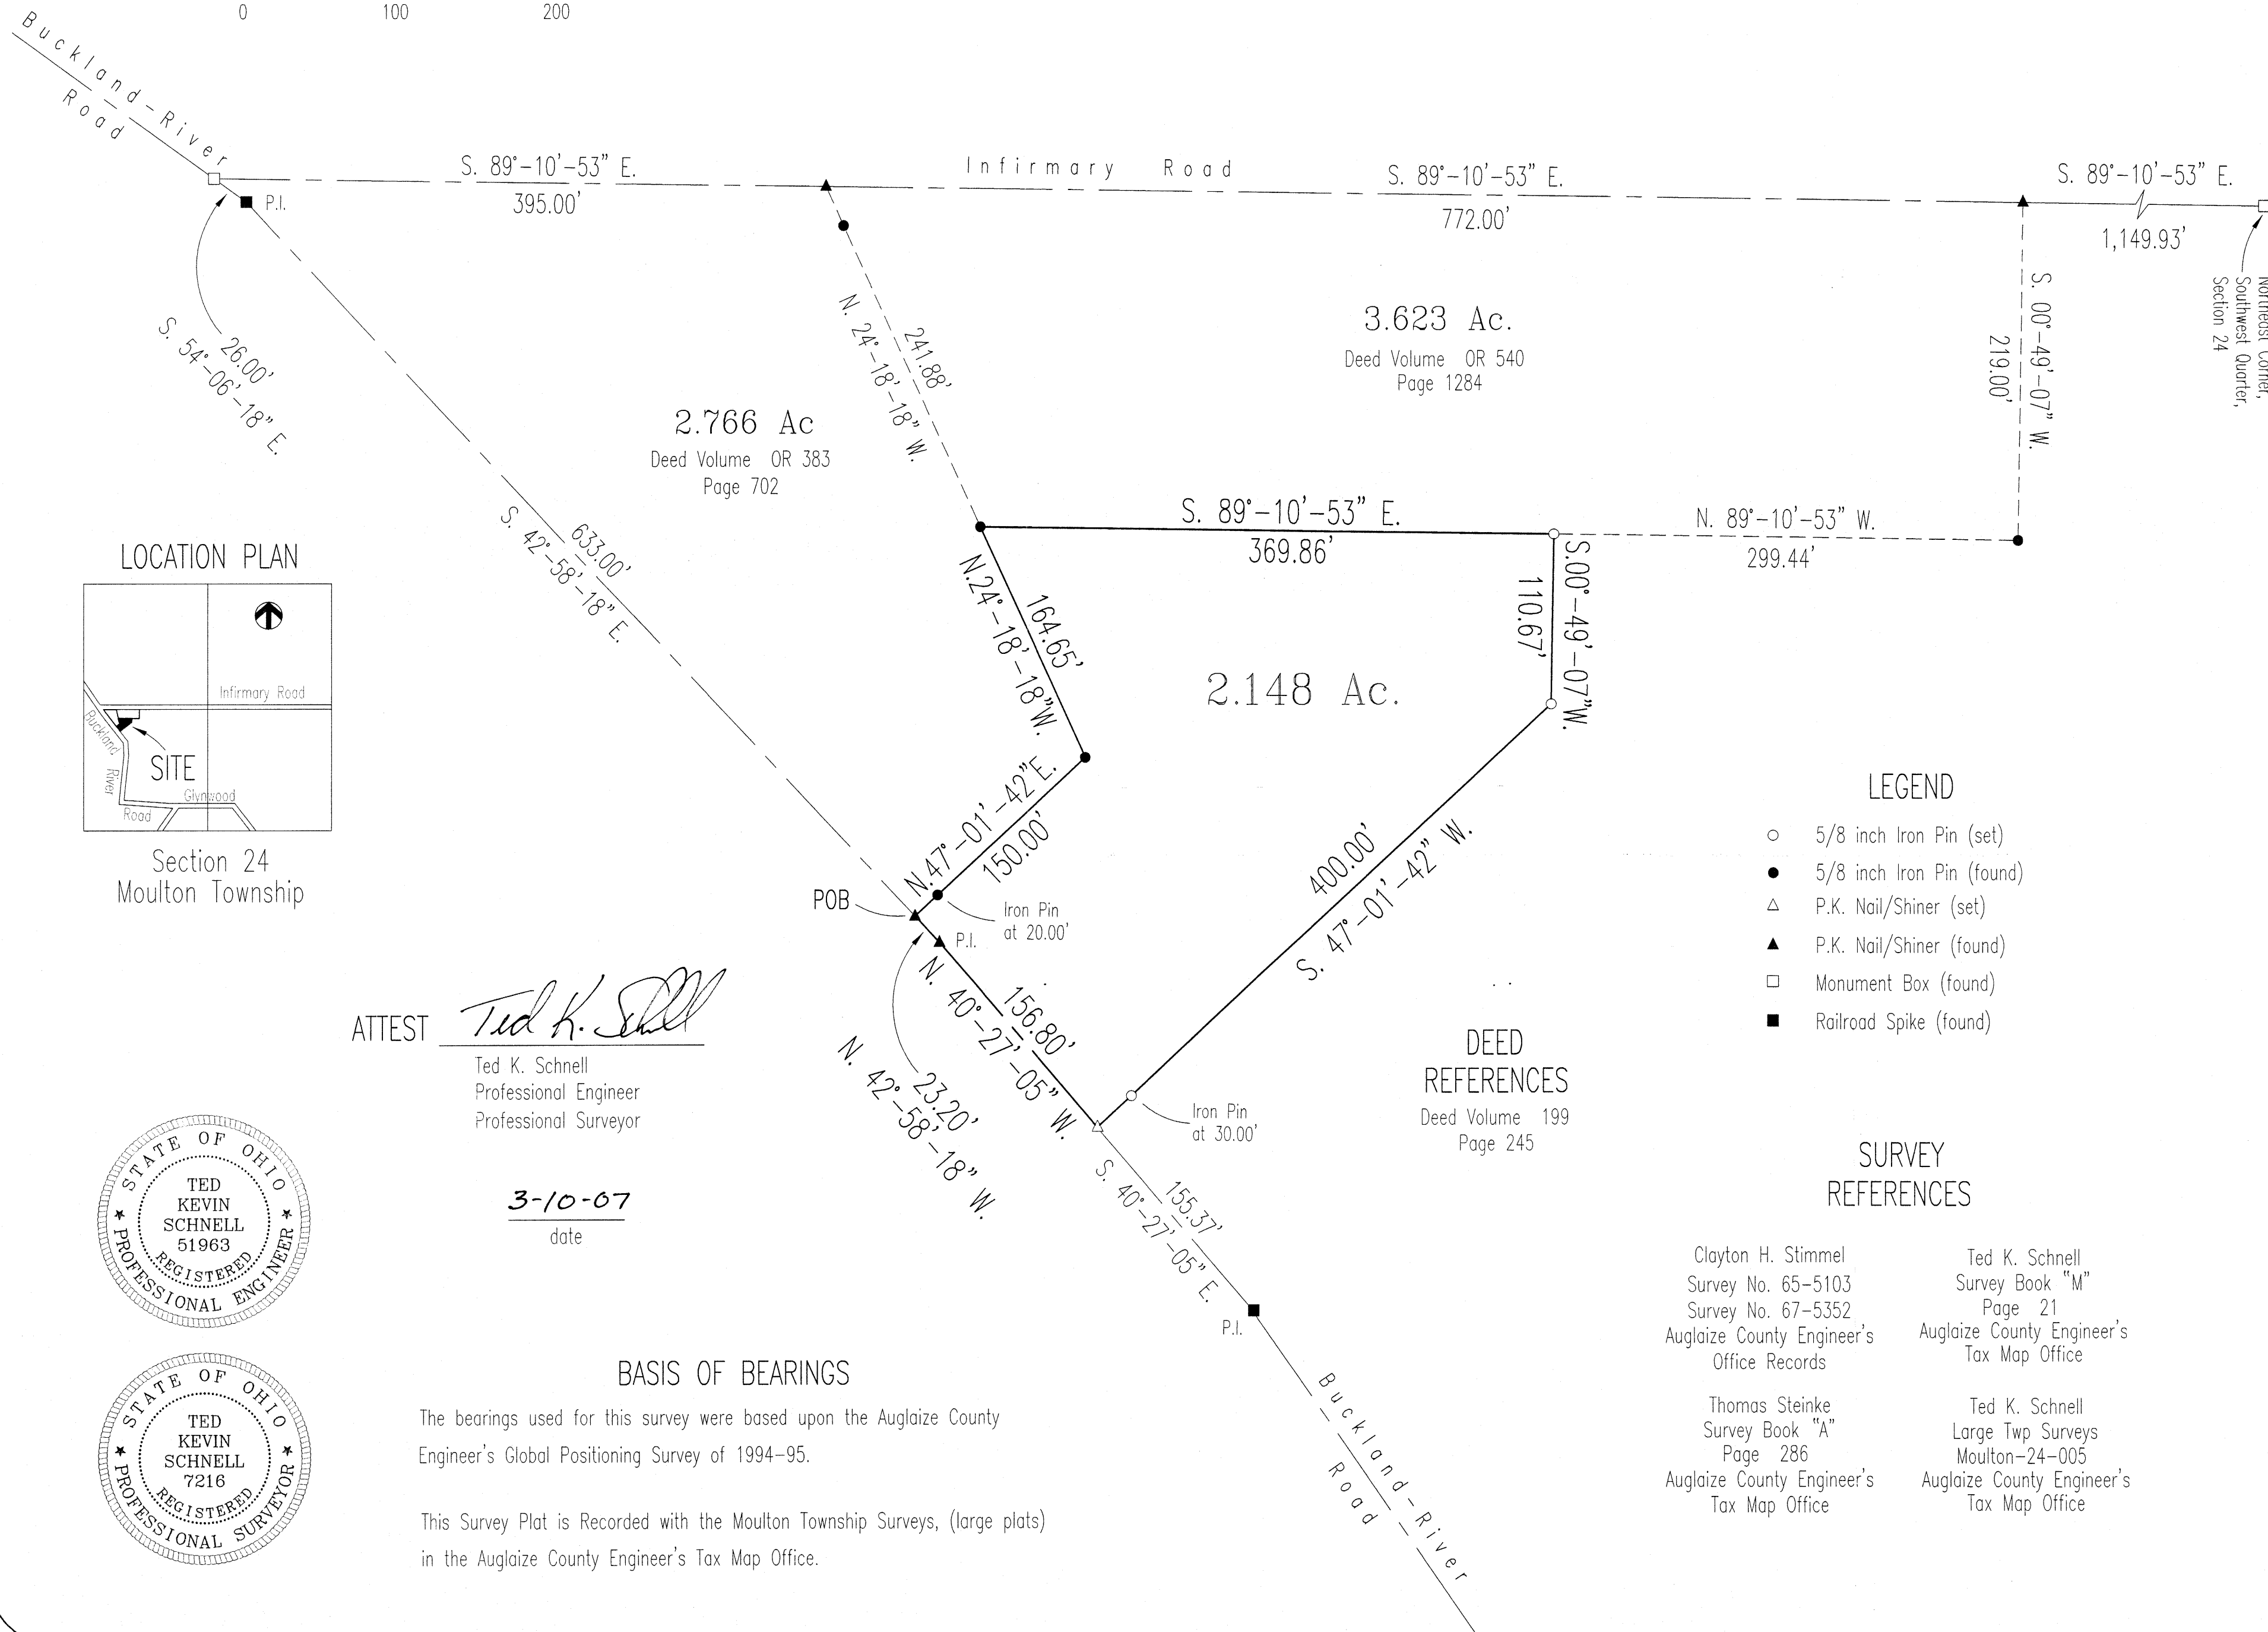 0 100 200
Buckland-River
Road
S. 89°-10'-53" E.
395.00'
Infirmary Road
S. 89°-10'-53" E.
772.00'
S. 89°-10'-53" E.
1,149.93'
P.I.
26.00'
S. 54°-06'-18" E.
Northeast Corner,
Southwest Quarter,
Section 24
S. 00°-49'-07" W.
219.00'
241.88'
N. 24°-18'-18" W.
3.623 Ac.
Deed Volume OR 540
Page 1284
2.766 Ac
Deed Volume OR 383
Page 702
633.00'
S. 42°-58'-18" E.
S. 89°-10'-53" E.
369.86'
N. 89°-10'-53" W.
299.44'
S.00°-49'-07"W.
110.67'
164.65'
N.24°-18'-18"W.
2.148 Ac.
N.47°-01'-42"E.
150.00'
400.00'
S. 47°-01'-42" W.
POB
Iron Pin
at 20.00'
P.I.
156.80'
N. 40°-27'-05" W.
23.20'
N. 42°-58'-18" W.
Iron Pin
at 30.00'
155.37'
S. 40°-27'-05" E.
P.I.
Buckland-River
Road
LOCATION PLAN
Infirmary Road
Buckland
River
Road
SITE
Glynwood
Section 24
Moulton Township
LEGEND
5/8 inch Iron Pin (set)
5/8 inch Iron Pin (found)
P.K. Nail/Shiner (set)
P.K. Nail/Shiner (found)
Monument Box (found)
Railroad Spike (found)
ATTEST Ted K. Schnell
Ted K. Schnell
Professional Engineer
Professional Surveyor
3-10-07
date
DEED
REFERENCES
Deed Volume 199
Page 245
SURVEY
REFERENCES
Clayton H. Stimmel
Survey No. 65-5103
Survey No. 67-5352
Auglaize County Engineer's
Office Records
Ted K. Schnell
Survey Book "M"
Page 21
Auglaize County Engineer's
Tax Map Office
Thomas Steinke
Survey Book "A"
Page 286
Auglaize County Engineer's
Tax Map Office
Ted K. Schnell
Large Twp Surveys
Moulton-24-005
Auglaize County Engineer's
Tax Map Office
STATE OF OHIO
TED
KEVIN
SCHNELL
51963
REGISTERED
PROFESSIONAL ENGINEER
STATE OF OHIO
TED
KEVIN
SCHNELL
7216
REGISTERED
PROFESSIONAL SURVEYOR
BASIS OF BEARINGS
The bearings used for this survey were based upon the Auglaize County
Engineer's Global Positioning Survey of 1994-95.
This Survey Plat is Recorded with the Moulton Township Surveys, (large plats)
in the Auglaize County Engineer's Tax Map Office.